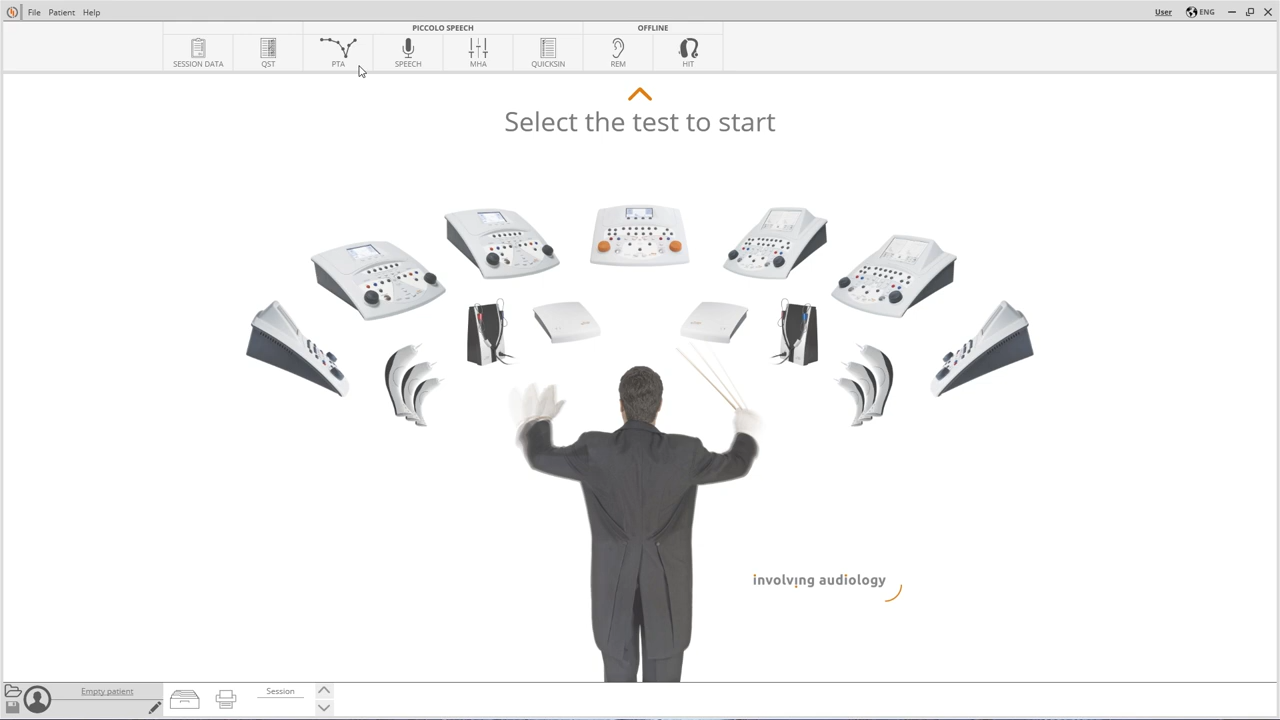 File Patient Help
User ENG
PICCOLO SPEECH OFFLINE
SESSION DATA QST PTA SPEECH MHA QUICKSIN REM HIT
Select the test to start
involving audiology
Empty patient
Session